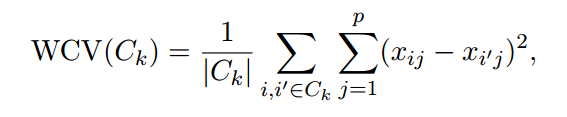 WCV(C_k) = \frac{1}{|C_k|} \sum_{i,i' \in C_k} \sum_{j=1}^{p} (x_{ij} - x_{i'j})^2,